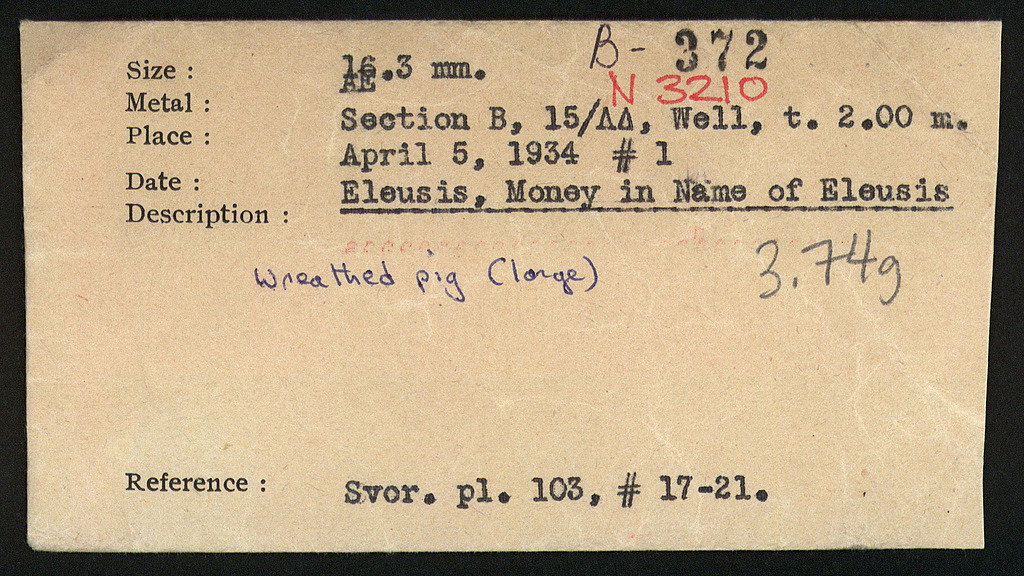 B- 372
Size : 16.3 mm.
N 3210
Metal : AE
Place : Section B, 15/ΔΔ, Well, t. 2.00 m.
Date : April 5, 1934 # 1
Description : Eleusis, Money in Name of Eleusis
wreathed pig (large)
3.74g
Reference : Svor. pl. 103, # 17-21.